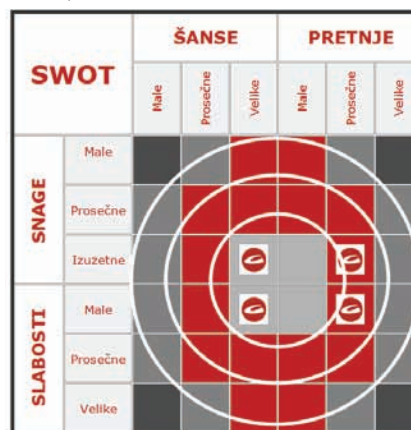 SWOT
ŠANSE
PRETNJE
Male
Prosečne
Velike
Male
Prosečne
Velike
SNAGE
Male
Prosečne
Izuzetne
SLABOSTI
Male
Prosečne
Velike